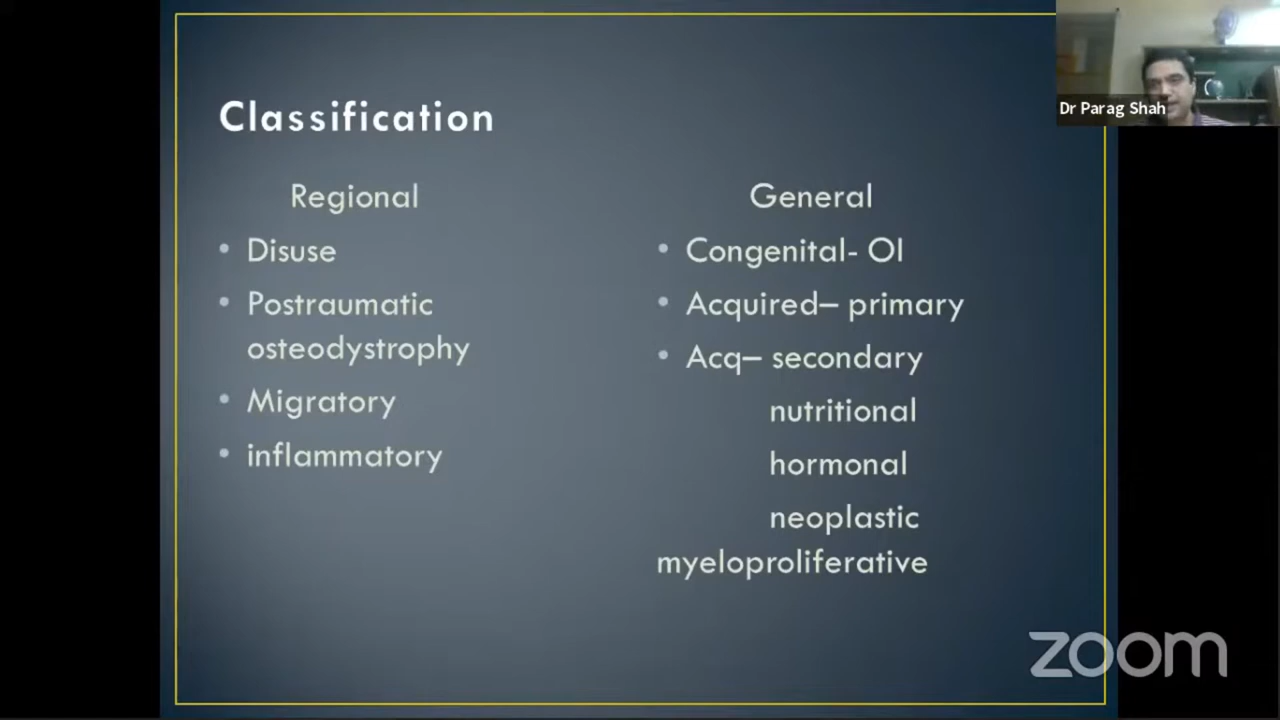 Dr Parag Shah
Classification
Regional
• Disuse
• Postraumatic
osteodystrophy
• Migratory
• inflammatory
General
• Congenital- OI
• Acquired– primary
• Acq– secondary
nutritional
hormonal
neoplastic
myeloproliferative
zoom